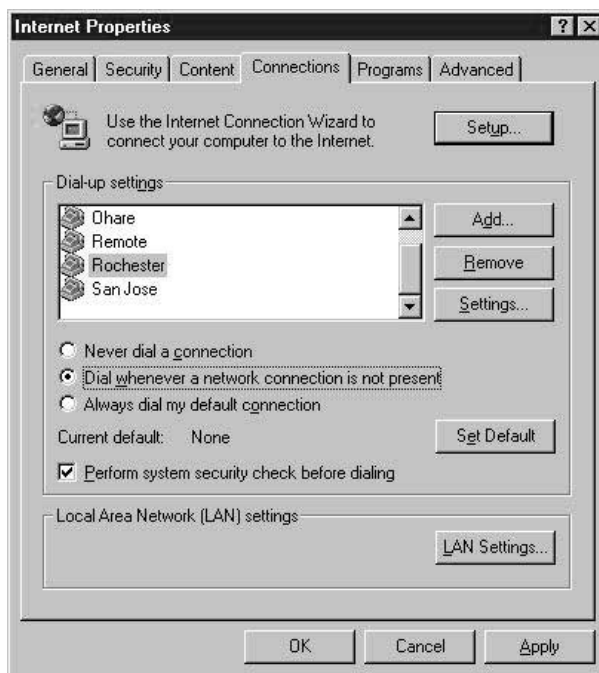 Internet Properties
? X
General Security Content Connections Programs Advanced
Use the Internet Connection Wizard to
connect your computer to the Internet.
Setup...
Dial-up settings
Ohare
Remote
Rochester
San Jose
Add...
Remove
Settings...
Never dial a connection
Dial whenever a network connection is not present
Always dial my default connection
Current default: None
Set Default
Perform system security check before dialing
Local Area Network (LAN) settings
LAN Settings...
OK Cancel Apply